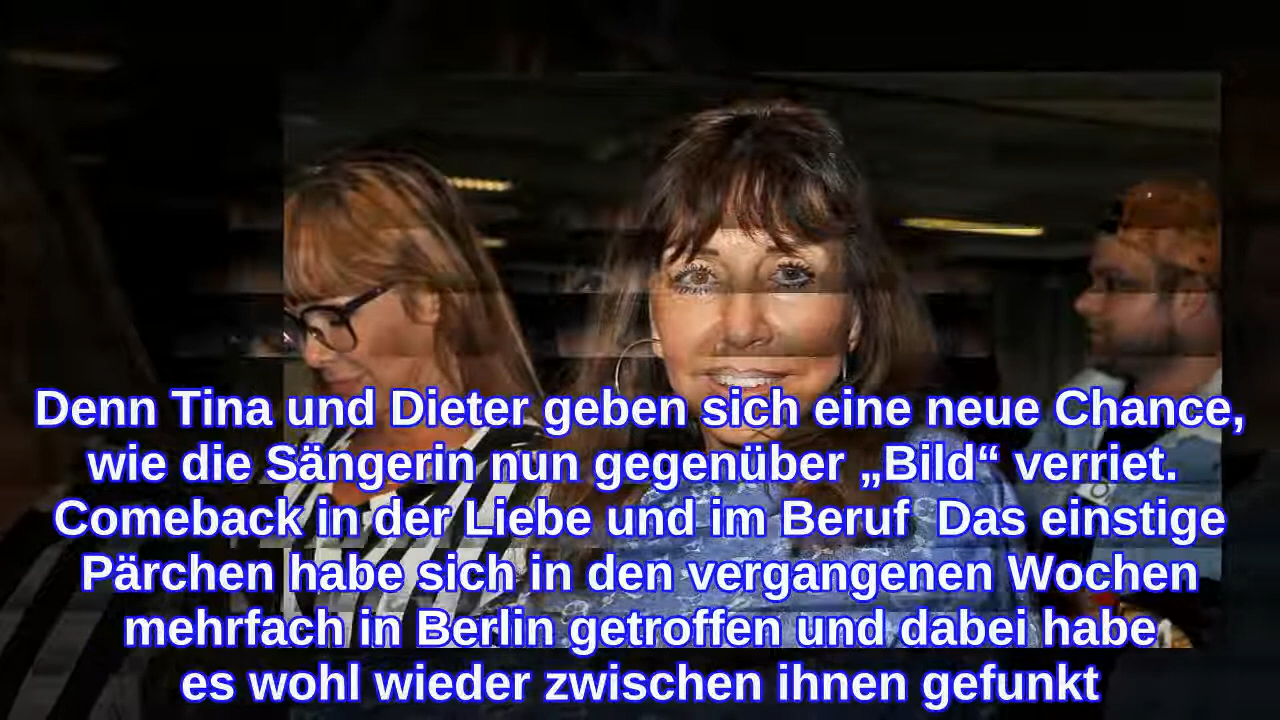 Denn Tina und Dieter geben sich eine neue Chance,
wie die Sängerin nun gegenüber „Bild“ verriet.
Comeback in der Liebe und im Beruf  Das einstige
Pärchen habe sich in den vergangenen Wochen
mehrfach in Berlin getroffen und dabei habe
es wohl wieder zwischen ihnen gefunkt